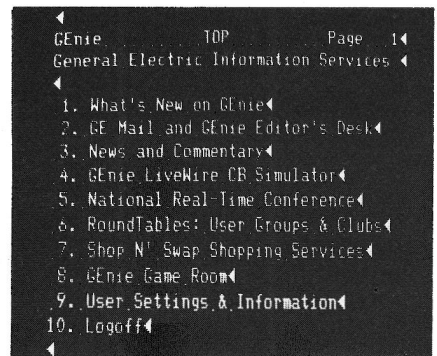 GEnie TOP Page 1
General Electric Information Services
1. What's New on GEnie
2. GE Mail and GEnie Editor's Desk
3. News and Commentary
4. GEnie LiveWire CB Simulator
5. National Real-Time Conference
6. RoundTables: User Groups & Clubs
7. Shop N' Swap Shopping Services
8. GEnie Game Room
9. User Settings & Information
10. Logoff